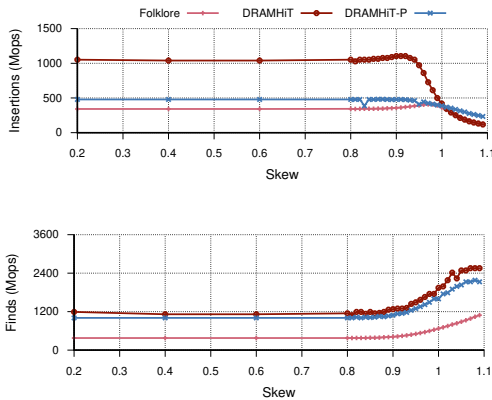 Folklore DRAMHiT DRAMHiT-P
1500
1000
500
0
Insertions (Mops)
0.2 0.3 0.4 0.5 0.6 0.7 0.8 0.9 1 1.1
Skew
3600
2400
1200
0
Finds (Mops)
0.2 0.3 0.4 0.5 0.6 0.7 0.8 0.9 1 1.1
Skew